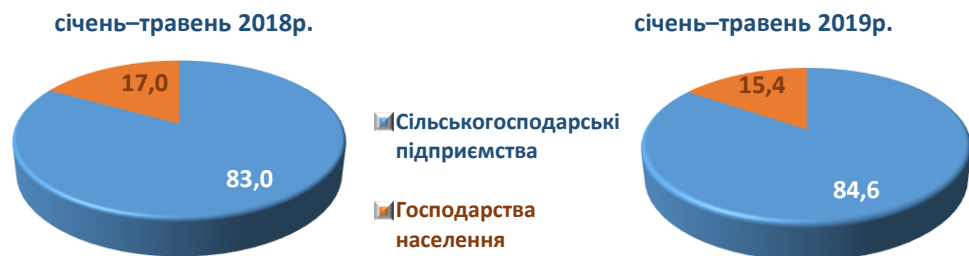 січень–травень 2018р.
січень–травень 2019р.
17,0
83,0
Сільськогосподарські
підприємства
Господарства
населення
15,4
84,6